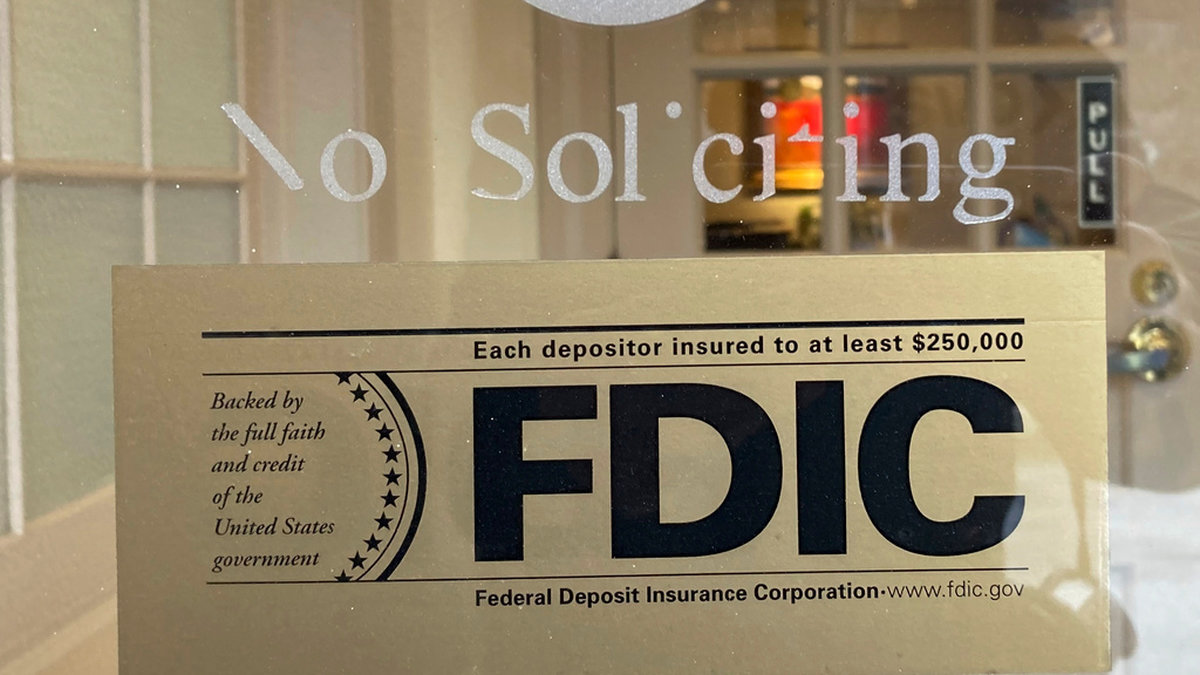 No Soliciting
PULL
Each depositor insured to at least $250,000
Backed by
the full faith
and credit
of the
United States
government
FDIC
Federal Deposit Insurance Corporation·www.fdic.gov